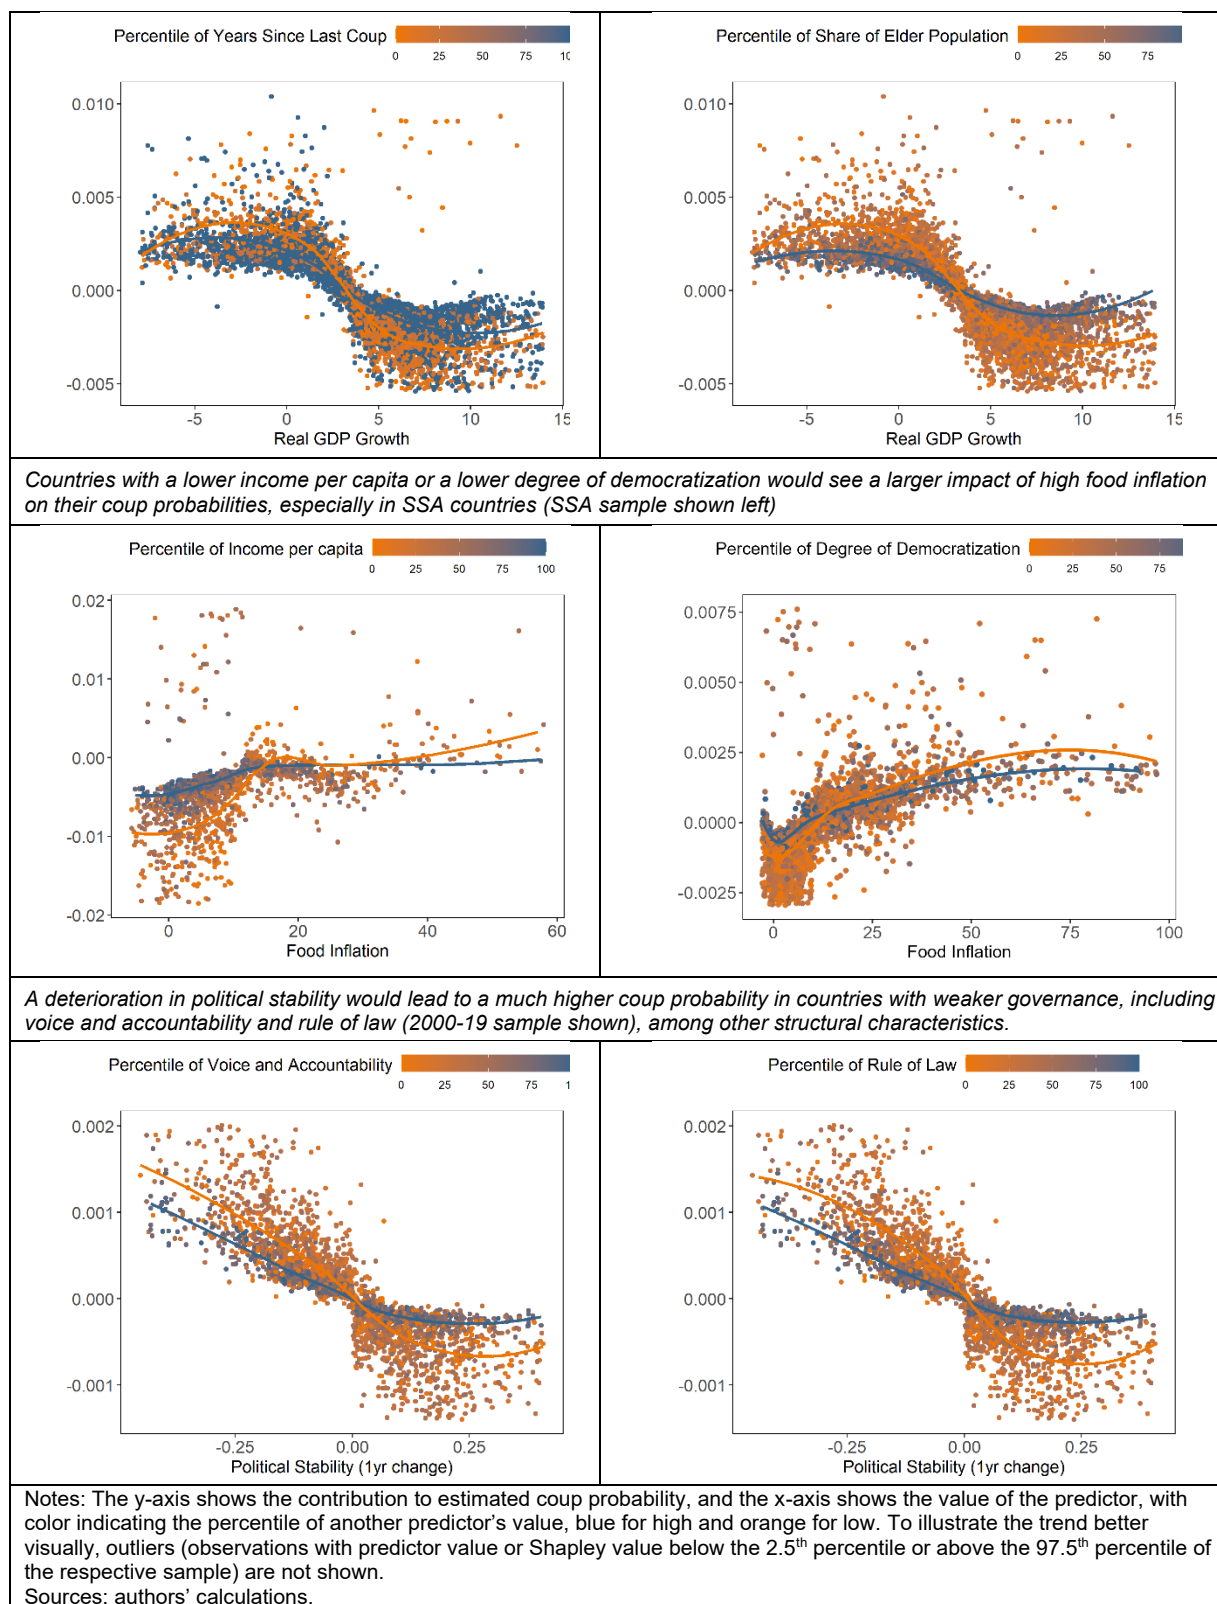 Percentile of Years Since Last Coup
0 25 50 75 10
0.010
0.005
0.000
-0.005
-5 0 5 10 15
Real GDP Growth
Percentile of Share of Elder Population
0 25 50 75
0.010
0.005
0.000
-0.005
-5 0 5 10 15
Real GDP Growth
Countries with a lower income per capita or a lower degree of democratization would see a larger impact of high food inflation
on their coup probabilities, especially in SSA countries (SSA sample shown left)
Percentile of Income per capita
0 25 50 75 100
0.02
0.01
0.00
-0.01
-0.02
0 20 40 60
Food Inflation
Percentile of Degree of Democratization
0 25 50 75
0.0075
0.0050
0.0025
0.0000
-0.0025
0 25 50 75 100
Food Inflation
A deterioration in political stability would lead to a much higher coup probability in countries with weaker governance, including
voice and accountability and rule of law (2000-19 sample shown), among other structural characteristics.
Percentile of Voice and Accountability
0 25 50 75 1
0.002
0.001
0.000
-0.001
-0.25 0.00 0.25
Political Stability (1yr change)
Percentile of Rule of Law
0 25 50 75 100
0.002
0.001
0.000
-0.001
-0.25 0.00 0.25
Political Stability (1yr change)
Notes: The y-axis shows the contribution to estimated coup probability, and the x-axis shows the value of the predictor, with
color indicating the percentile of another predictor's value, blue for high and orange for low. To illustrate the trend better
visually, outliers (observations with predictor value or Shapley value below the 2.5th percentile or above the 97.5th percentile of
the respective sample) are not shown.
Sources: authors' calculations.